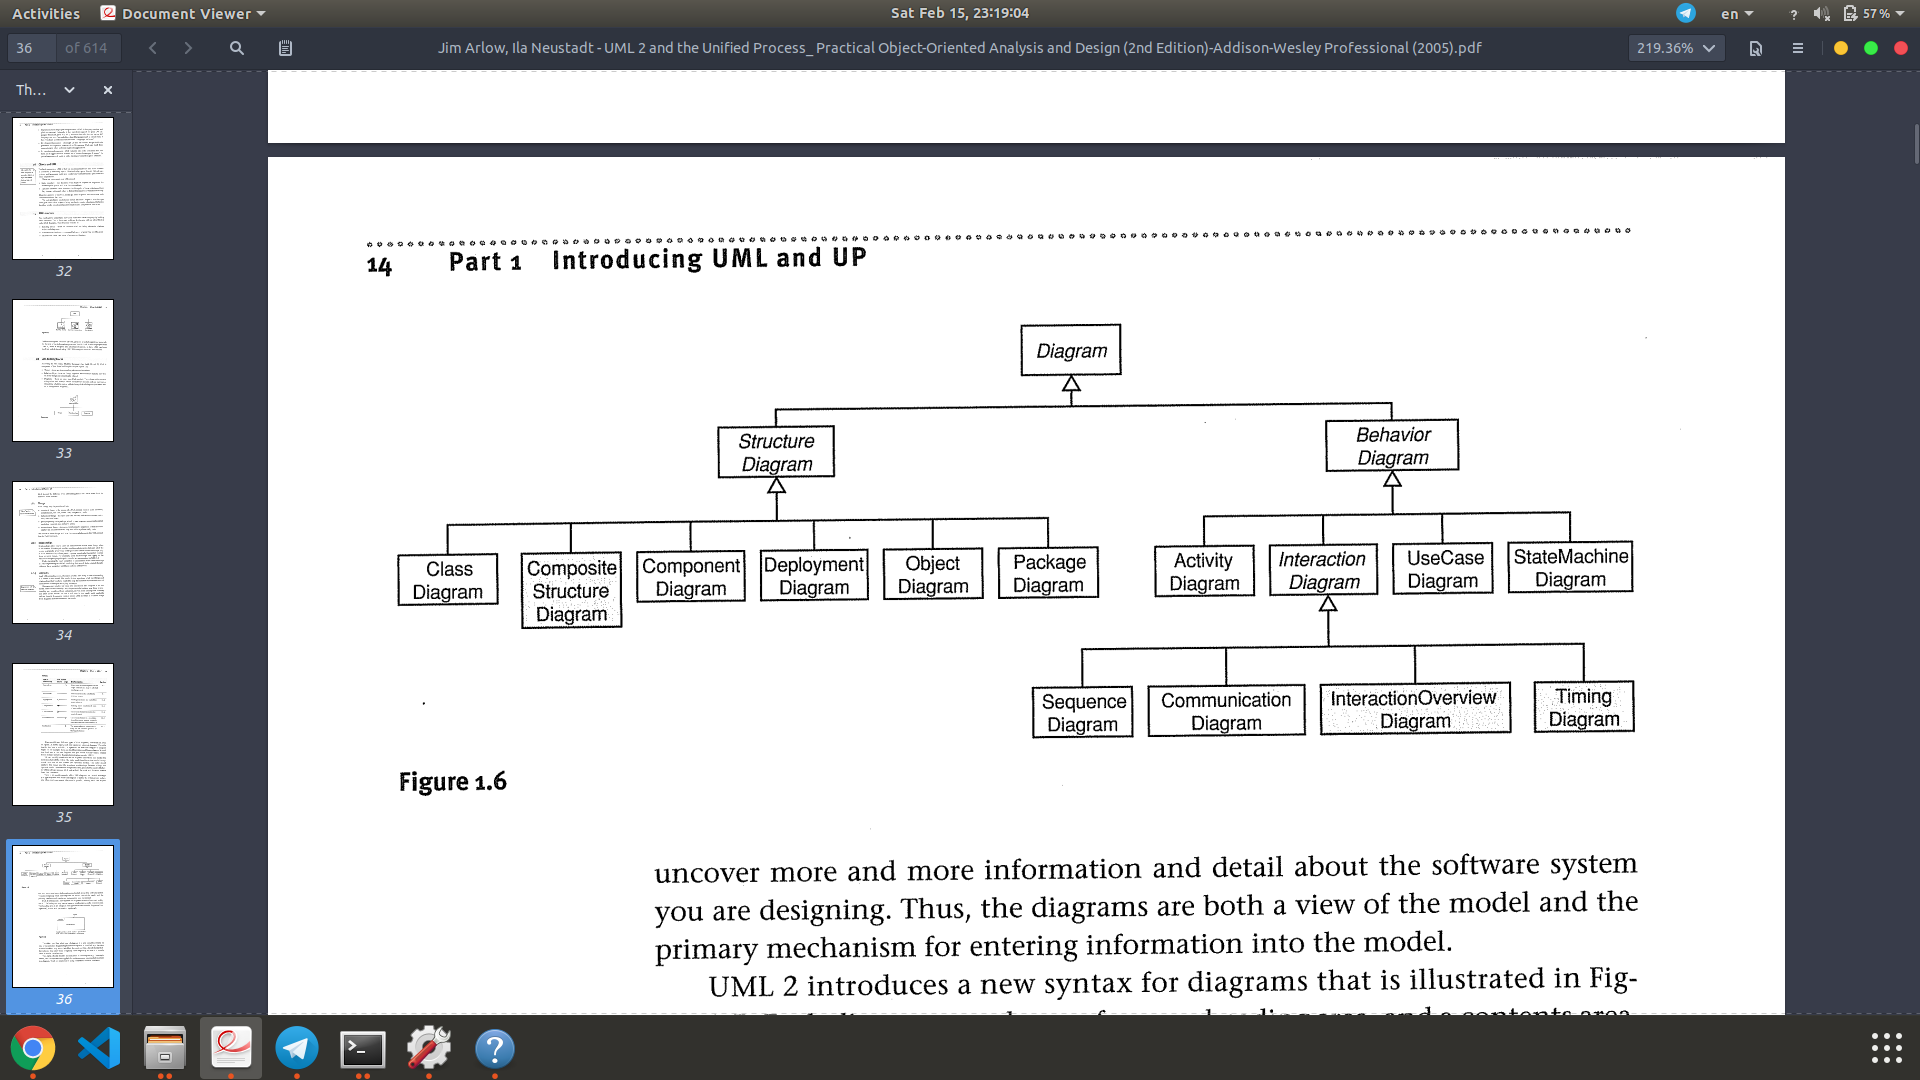 Activities
Document Viewer
Sat Feb 15, 23:19:04
en
?
57 %
36
of 614
Jim Arlow, Ila Neustadt - UML 2 and the Unified Process_ Practical Object-Oriented Analysis and Design (2nd Edition)-Addison-Wesley Professional (2005).pdf
219.36%
Th...
32
33
34
35
36
14 Part 1 Introducing UML and UP
Diagram
Structure
Diagram
Behavior
Diagram
Class
Diagram
Composite
Structure
Diagram
Component
Diagram
Deployment
Diagram
Object
Diagram
Package
Diagram
Activity
Diagram
Interaction
Diagram
UseCase
Diagram
StateMachine
Diagram
Sequence
Diagram
Communication
Diagram
InteractionOverview
Diagram
Timing
Diagram
Figure 1.6
uncover more and more information and detail about the software system
you are designing. Thus, the diagrams are both a view of the model and the
primary mechanism for entering information into the model.
UML 2 introduces a new syntax for diagrams that is illustrated in Fig-